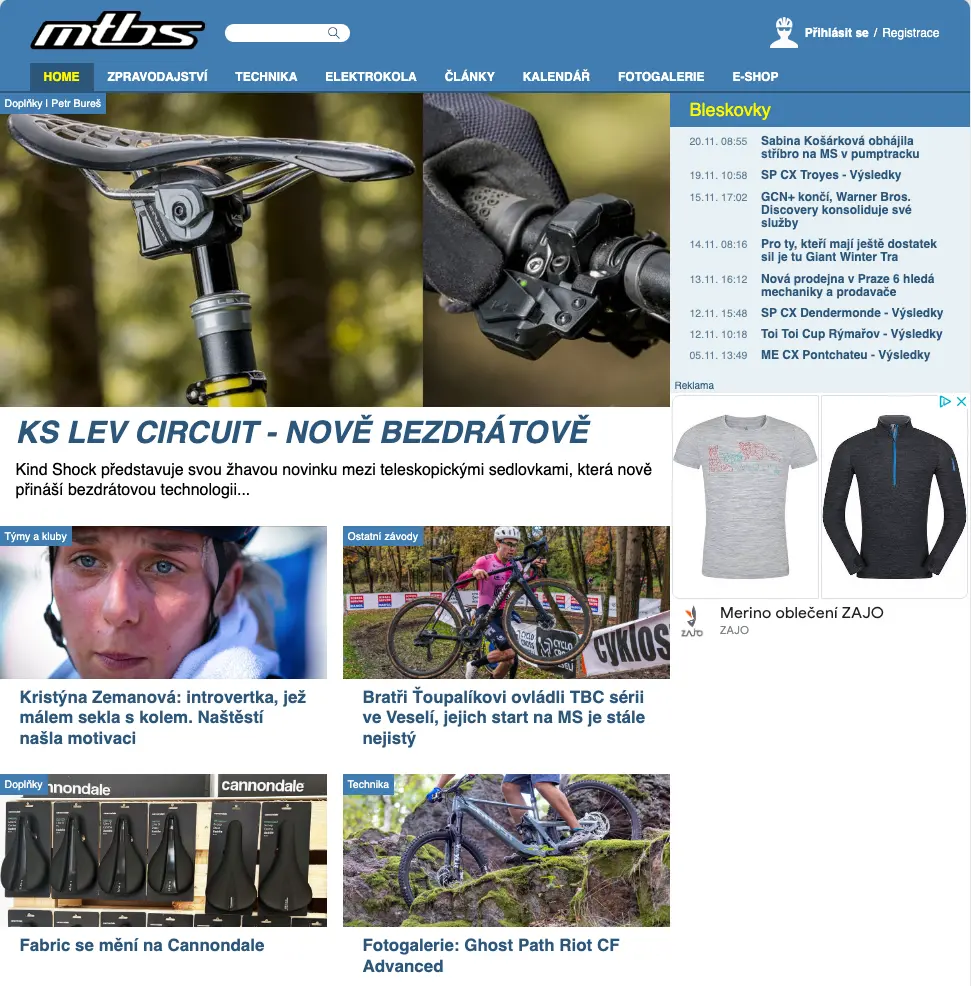 mtbs
Přihlásit se / Registrace
HOME ZPRAVODAJSTVÍ TECHNIKA ELEKTROKOLA ČLÁNKY KALENDÁŘ FOTOGALERIE E-SHOP
Doplňky | Petr Bureš
KS LEV CIRCUIT - NOVĚ BEZDRÁTOVĚ
Kind Shock představuje svou žhavou novinku mezi teleskopickými sedlovkami, která nově
přináší bezdrátovou technologii...
Týmy a kluby
Kristýna Zemanová: introvertka, jež
málem sekla s kolem. Naštěstí
našla motivaci
Ostatní závody
CYCLO
CROSS
CYCLO
cyklos
Bratři Ťoupalíkovi ovládli TBC sérii
ve Veselí, jejich start na MS je stále
nejistý
Doplňky
nnondale
cannondale
Fabric se mění na Cannondale
Technika
Fotogalerie: Ghost Path Riot CF
Advanced
Bleskovky
20.11. 08:55 Sabina Košárková obhájila
stříbro na MS v pumptracku
19.11. 10:58 SP CX Troyes - Výsledky
15.11. 17:02 GCN+ končí, Warner Bros.
Discovery konsoliduje své
služby
14.11. 08:16 Pro ty, kteří mají ještě dostatek
sil je tu Giant Winter Tra
13.11. 16:12 Nová prodejna v Praze 6 hledá
mechaniky a prodavače
12.11. 15:48 SP CX Dendermonde - Výsledky
12.11. 10:18 Toi Toi Cup Rýmařov - Výsledky
05.11. 13:49 ME CX Pontchateu - Výsledky
Reklama
ZAJO
Merino oblečení ZAJO
ZAJO